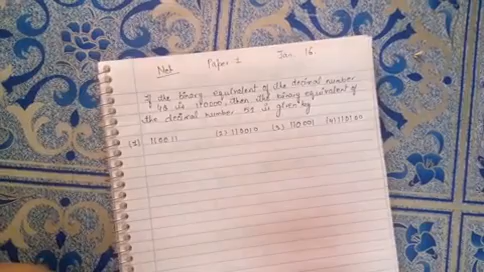 Net Paper 1 Jan 16
If the binary equivalent of the decimal number
48 is 110000, then the binary equivalent of
the decimal number 51 is given by
(1) 110011 (2) 110010 (3) 110001 (4) 110100